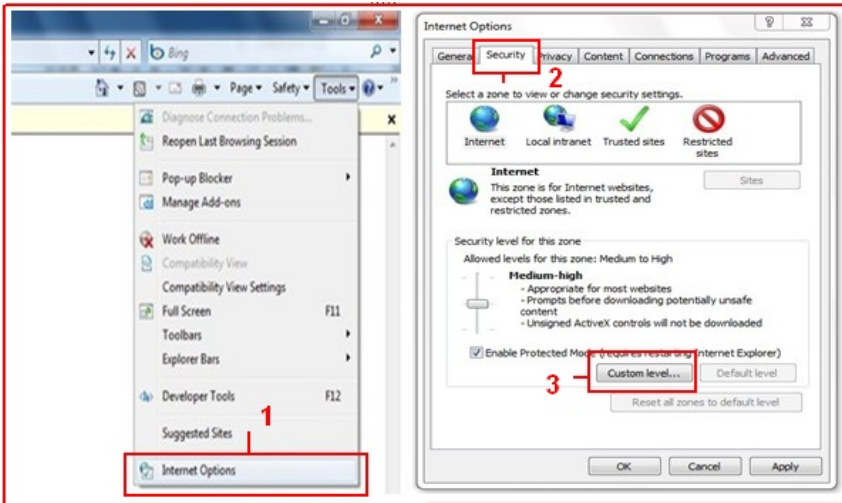 Bing
Page Safety Tools
Diagnose Connection Problems...
Reopen Last Browsing Session
Pop-up Blocker
Manage Add-ons
Work Offline
Compatibility View
Compatibility View Settings
Full Screen F11
Toolbars
Explorer Bars
Developer Tools F12
1
Suggested Sites
Internet Options
Internet Options
General Security Privacy Content Connections Programs Advanced
2
Select a zone to view or change security settings.
Internet Local intranet Trusted sites Restricted
sites
Internet
Sites
This zone is for Internet websites,
except those listed in trusted and
restricted zones.
Security level for this zone
Allowed levels for this zone: Medium to High
Medium-high
- Appropriate for most websites
- Prompts before downloading potentially unsafe
content
- Unsigned ActiveX controls will not be downloaded
Enable Protected Mode (requires restarting Internet Explorer)
3
Custom level... Default level
Reset all zones to default level
OK Cancel Apply